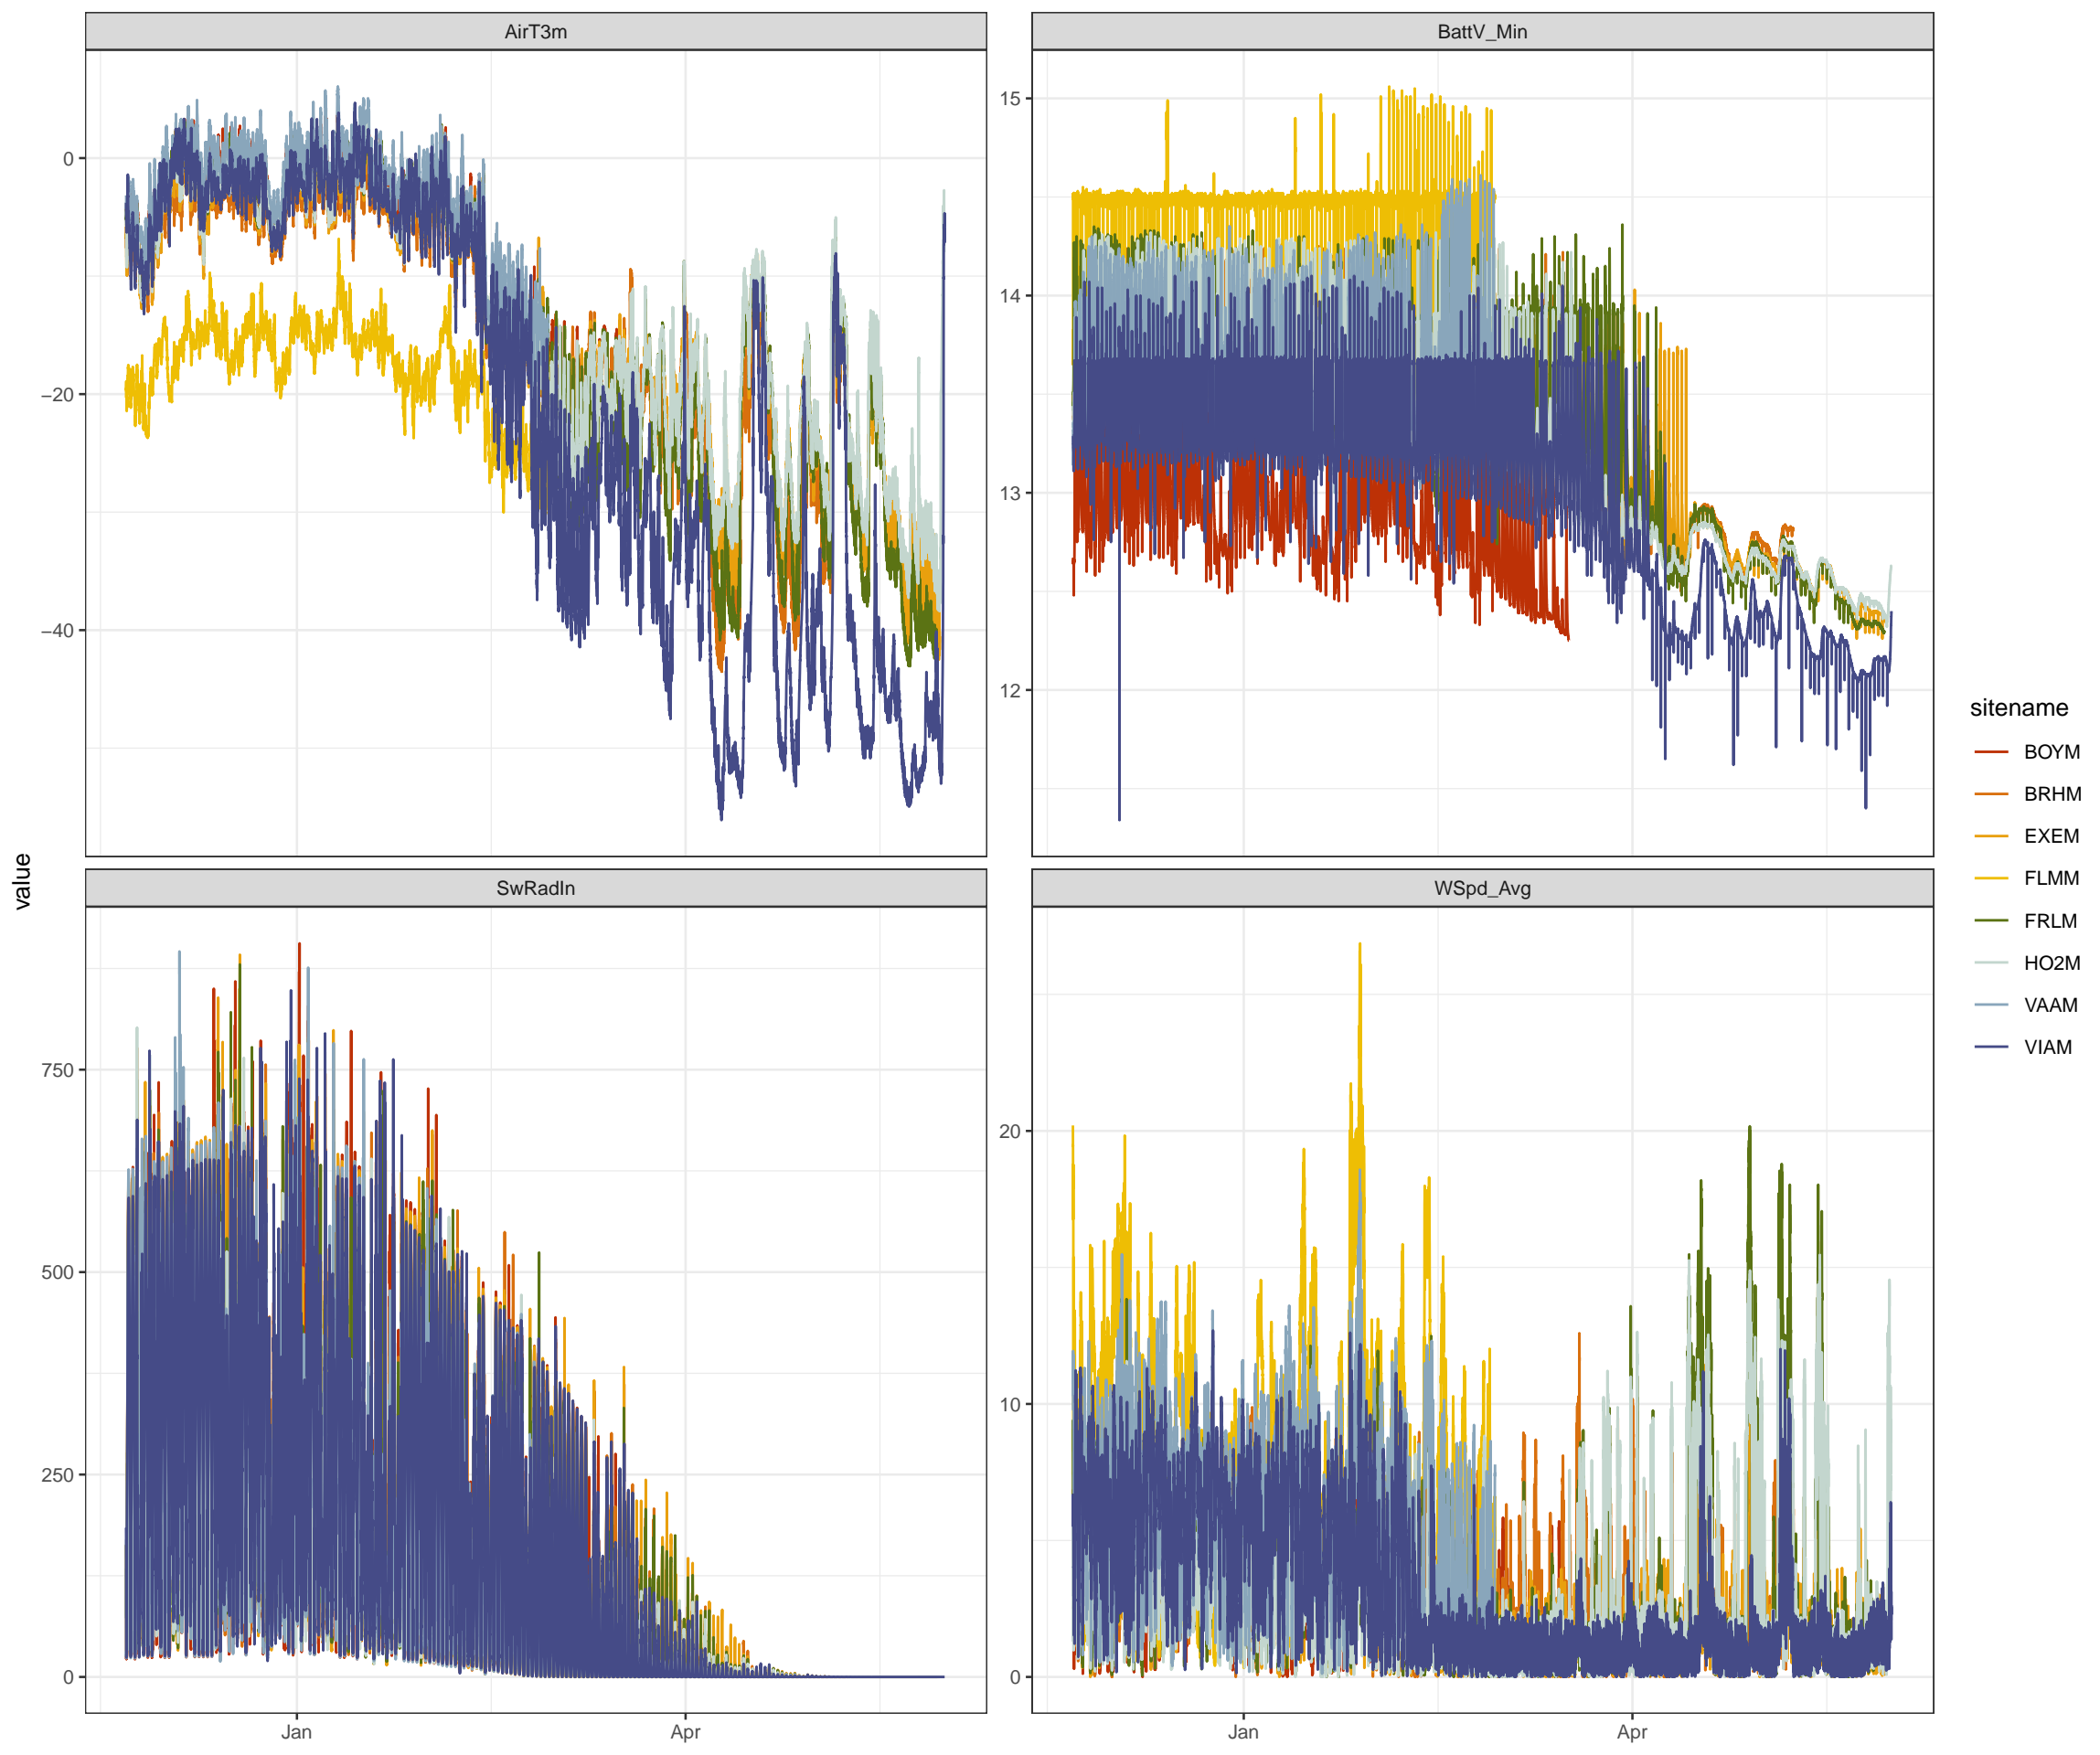 AirT3m
BattV_Min
0
−20
−40
15
14
13
12
value
SwRadIn
WSpd_Avg
750
500
250
0
20
10
0
Jan
Apr
Jan
Apr
sitename
BOYM
BRHM
EXEM
FLMM
FRLM
HO2M
VAAM
VIAM